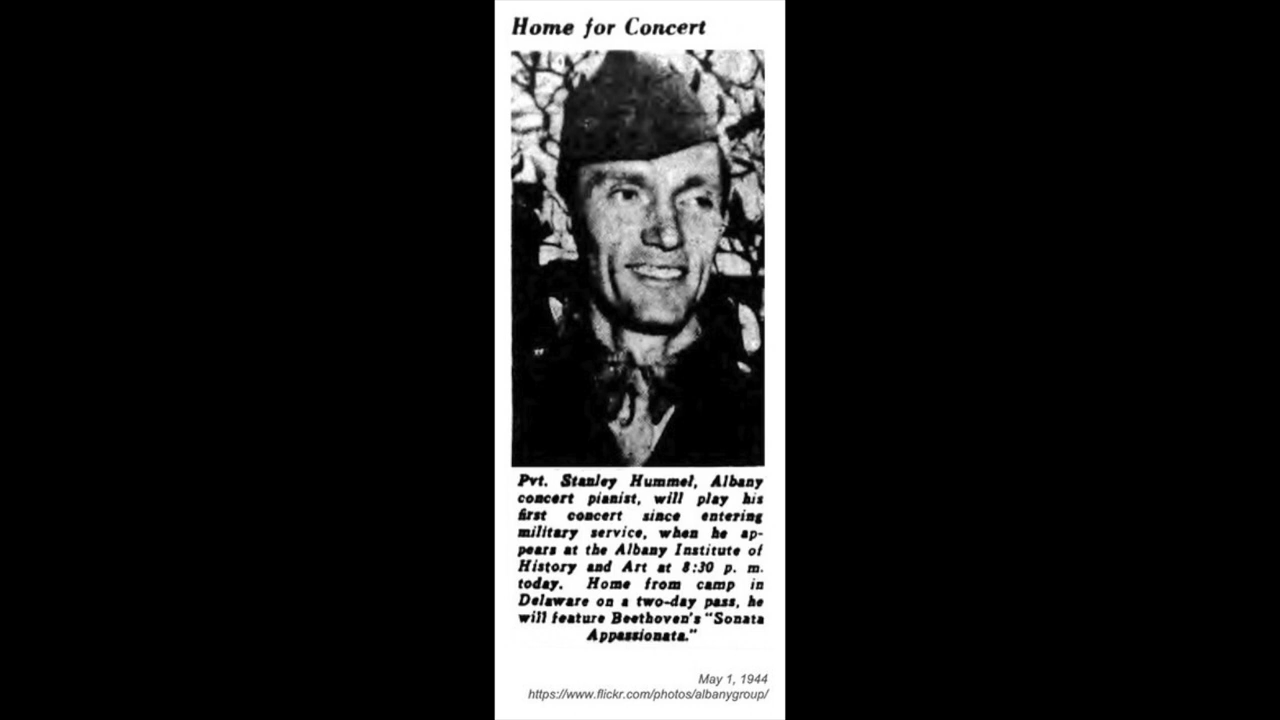 Home for Concert
Pvt. Stanley Hummel, Albany
concert pianist, will play his
first concert since entering
military service, when he ap-
pears at the Albany Institute of
History and Art at 8:30 p. m.
today. Home from camp in
Delaware on a two-day pass, he
will feature Beethoven's "Sonata
Appassionata."
May 1, 1944
https://www.flickr.com/photos/albanygroup/